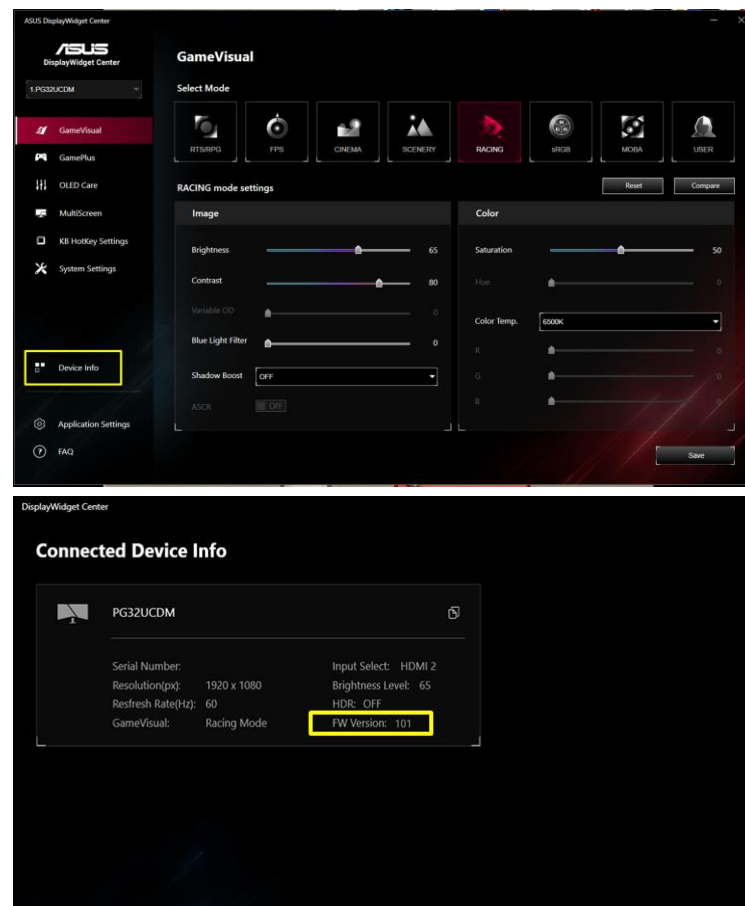 ASUS DisplayWidget Center
ASUS
DisplayWidget Center
1.PG32UCDM
GameVisual
GamePlus
OLED Care
MultiScreen
KB HotKey Settings
System Settings
Device Info
Application Settings
FAQ
GameVisual
Select Mode
RTS/RPG FPS CINEMA SCENERY RACING sRGB MOBA USER
RACING mode settings Reset Compare
Image
Brightness 65
Contrast 80
Variable OD 0
Blue Light Filter 0
Shadow Boost OFF
ASCR OFF
Color
Saturation 50
Hue 0
Color Temp. 6500K
R 0
G 0
B 0
Save
DisplayWidget Center
Connected Device Info
PG32UCDM
Serial Number:
Resolution(px): 1920 x 1080
Resfresh Rate(Hz): 60
GameVisual: Racing Mode
Input Select: HDMI 2
Brightness Level: 65
HDR: OFF
FW Version: 101